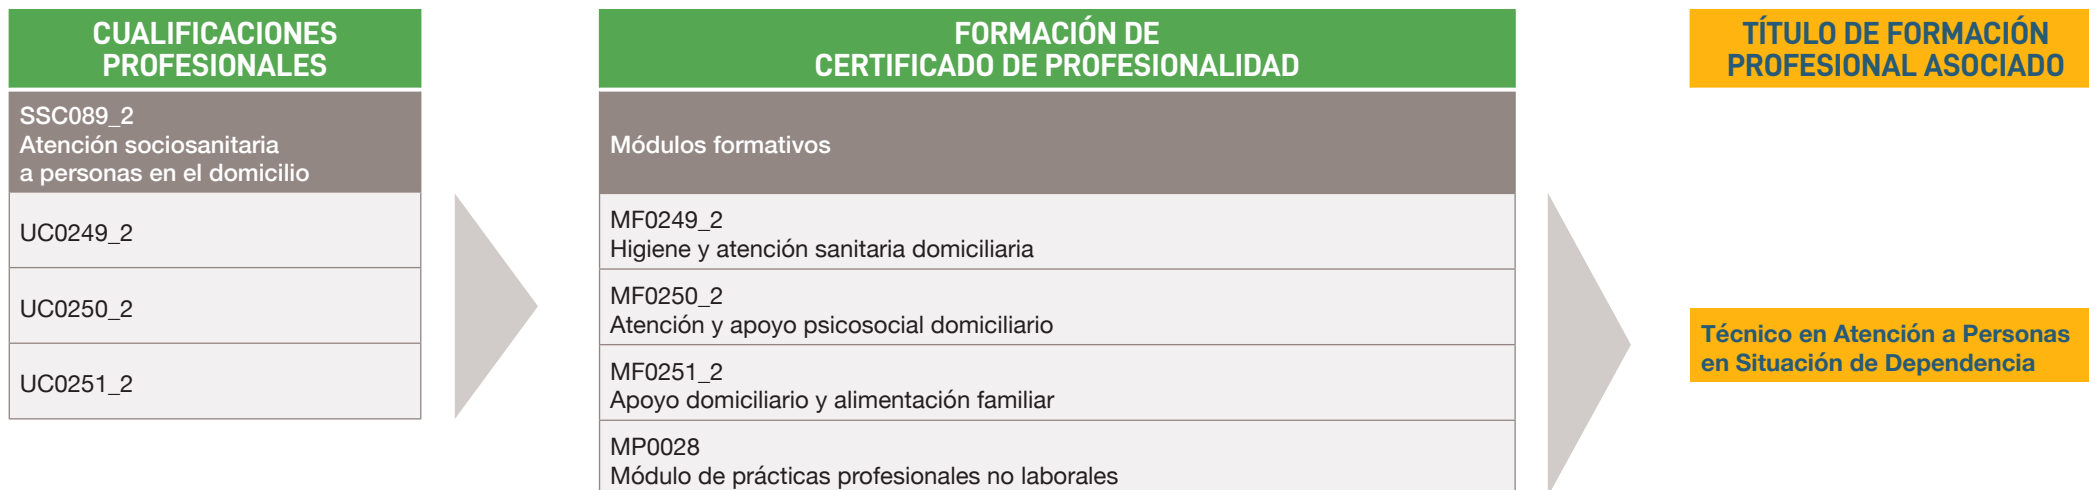 CUALIFICACIONES
PROFESIONALES
SSC089_2
Atención sociosanitaria
a personas en el domicilio
UC0249_2
UC0250_2
UC0251_2
FORMACIÓN DE
CERTIFICADO DE PROFESIONALIDAD
Módulos formativos
MF0249_2
Higiene y atención sanitaria domiciliaria
MF0250_2
Atención y apoyo psicosocial domiciliario
MF0251_2
Apoyo domiciliario y alimentación familiar
MP0028
Módulo de prácticas profesionales no laborales
TÍTULO DE FORMACIÓN
PROFESIONAL ASOCIADO
Técnico en Atención a Personas
en Situación de Dependencia